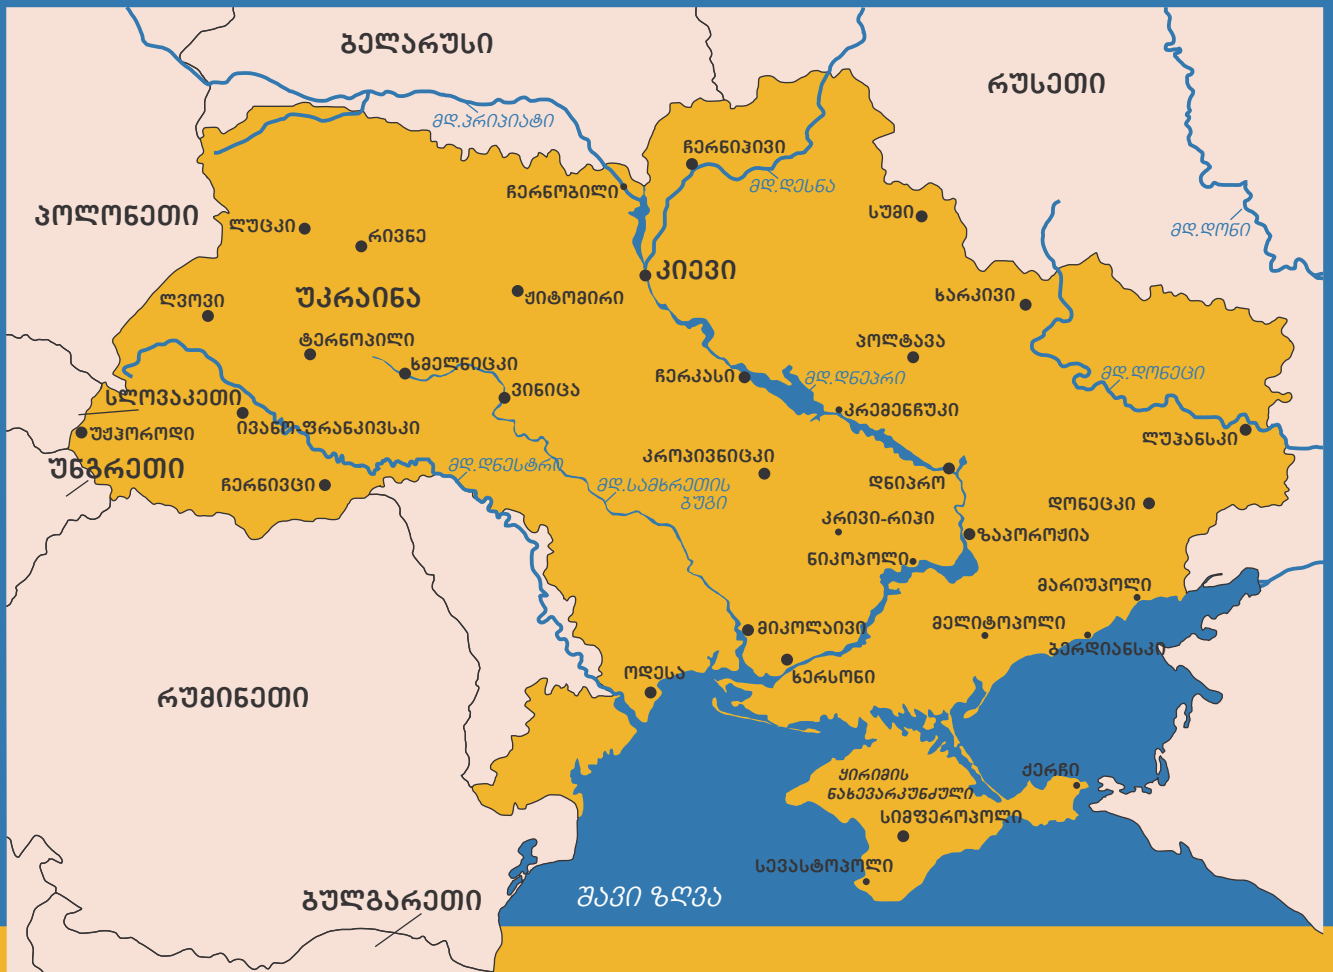 ბელარუსი
რუსეთი
მდ.პრიპიატი
ჩერნიჰივი
მდ.დესნა
ჩერნობილი
პოლონეთი
სუმი
ლუცკი
რივნე
მდ.დონი
კიევი
უკრაინა
ჟიტომირი
ხარკივი
ლვოვი
ტერნოპილი
პოლტავა
ხმელნიცკი
მდ.დონეცი
ჩერკასი
მდ.დნეპრი
ვინიცა
სლოვაკეთი
კრემენჩუკი
ივანო-ფრანკივსკი
უჟჰოროდი
ლუჰანსკი
უნგრეთი
მდ.დნესტრი
კროპივნიცკი
ჩერნივცი
მდ.სამხრეთის
ბუგი
დნიპრო
დონეცკი
კრივი-რიჰი
ზაპოროჟია
ნიკოპოლი
მარიუპოლი
მელიტოპოლი
მიკოლაივი
ბერდიანსკი
ოდესა
ხერსონი
რუმინეთი
ქერჩი
ყირიმის
ნახევარკუნძული
სიმფეროპოლი
სევასტოპოლი
ბულგარეთი
შავი ზღვა